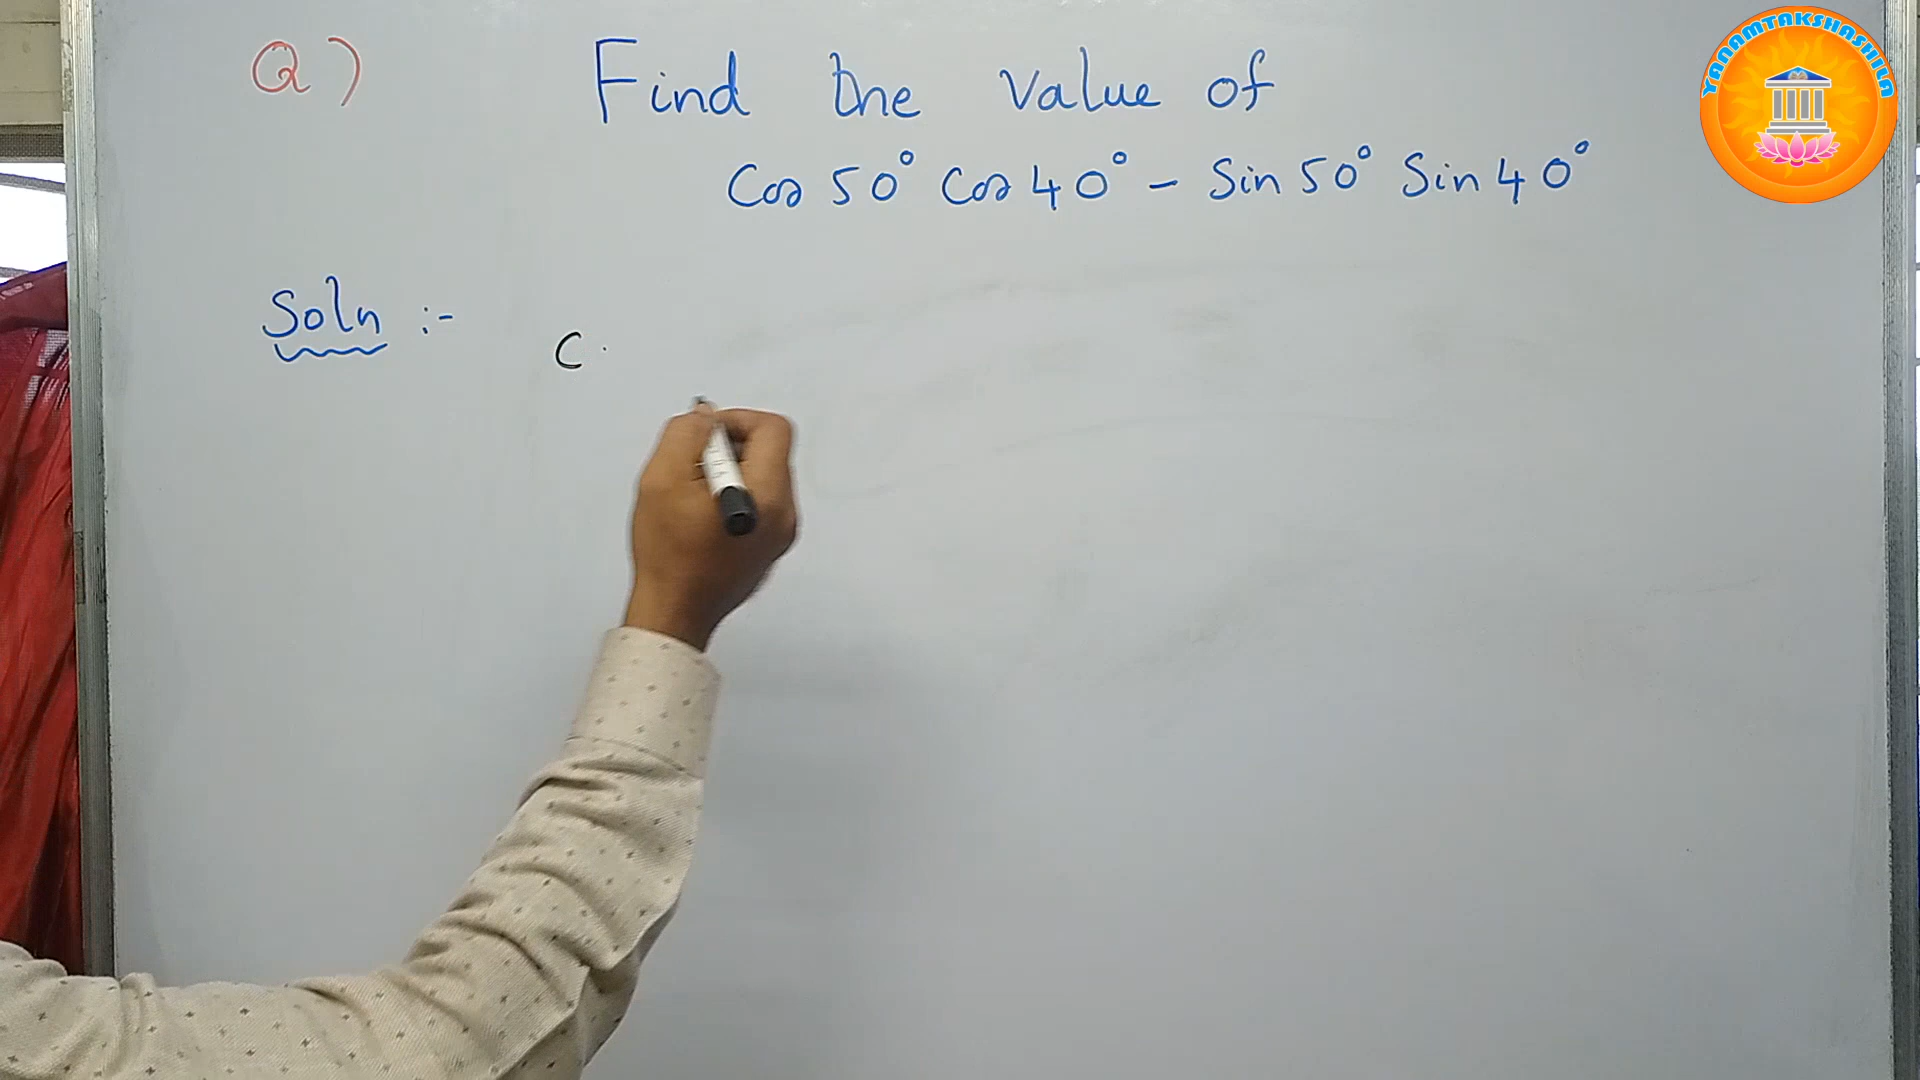 Q) Find the value of
Cos 50° Cos 40° - Sin 50° Sin 40°
Soln :- C
YANAMTAKSHASHILA